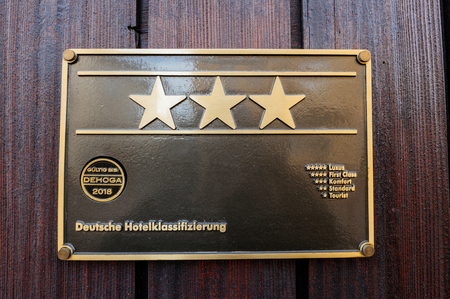 GÜLTIG BIS:
DEHOGA
2018
★★★★★ Luxus
★★★★ First Class
★★★ Komfort
★★ Standard
★ Tourist
Deutsche Hotelklassifizierung